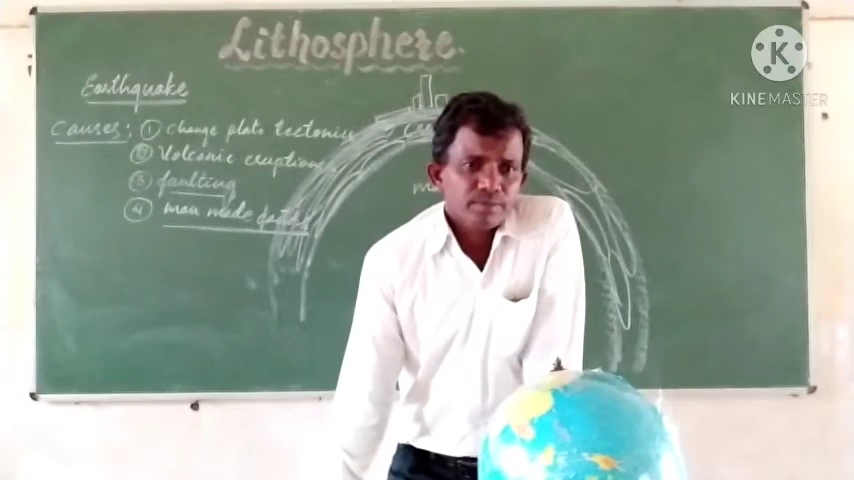 Lithosphere.
K
KINEMASTER
Earthquake
Causes: ① Change plate tectonics
② Volcanic eruptions
③ faulting
④ man made